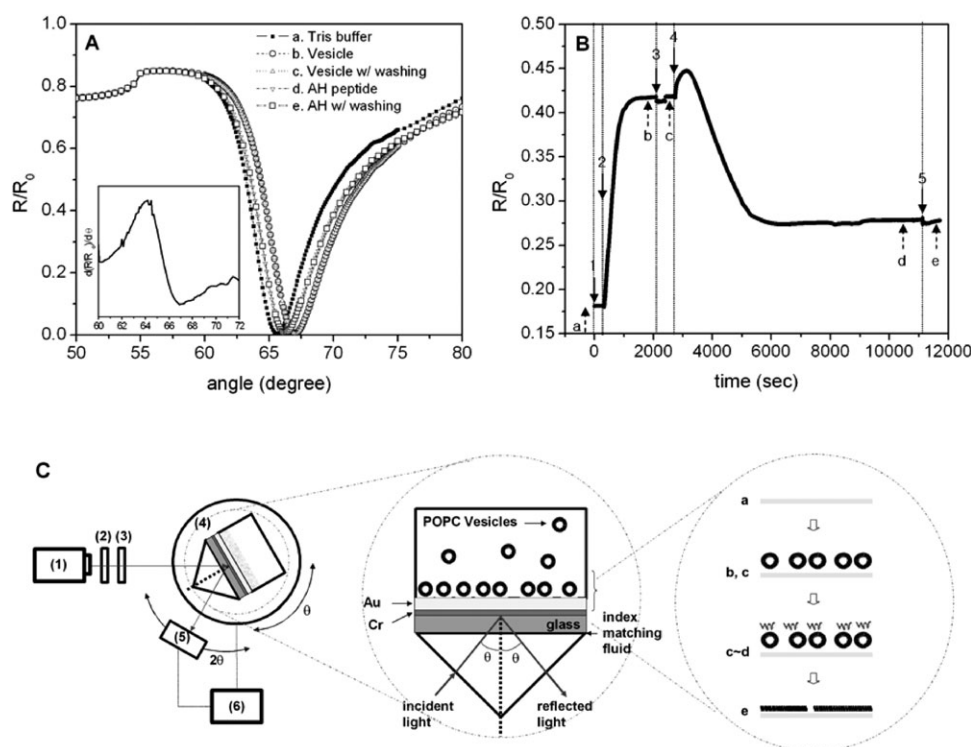 A
a. Tris buffer
b. Vesicle
c. Vesicle w/ washing
d. AH peptide
e. AH w/ washing
R/R0
1.0
0.8
0.6
0.4
0.2
0.0
50 55 60 65 70 75 80
angle (degree)
d(R/R0)/dθ
60 62 64 66 68 70 72
B
R/R0
0.50
0.45
0.40
0.35
0.30
0.25
0.20
0.15
1
2
3
4
5
a
b
c
d
e
0 2000 4000 6000 8000 10000 12000
time (sec)
C
(1)
(2) (3)
(4)
(5)
(6)
θ
2θ
POPC Vesicles
Au
Cr
glass
index
matching
fluid
θ θ
incident
light
reflected
light
a
b, c
c~d
e